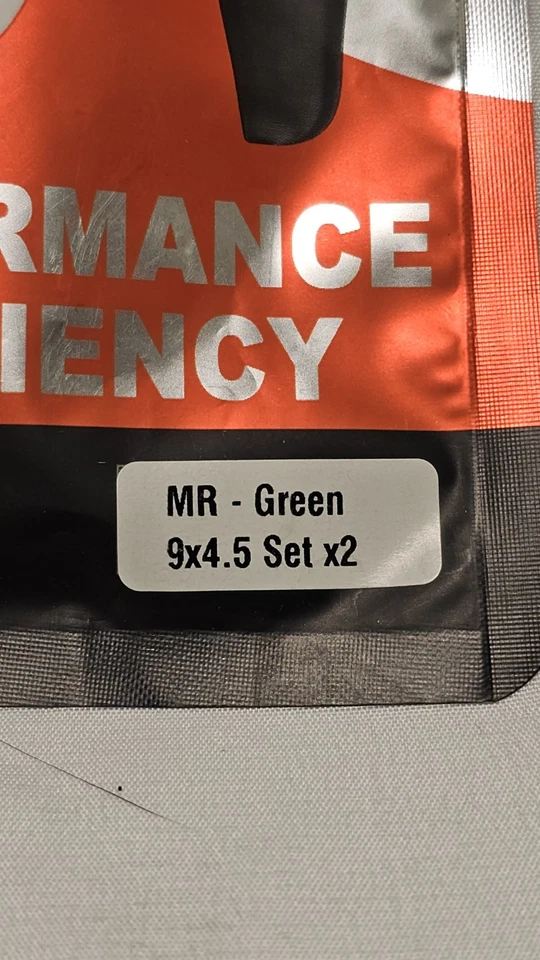 RMANCE
IENCY
MR - Green
9x4.5 Set x2